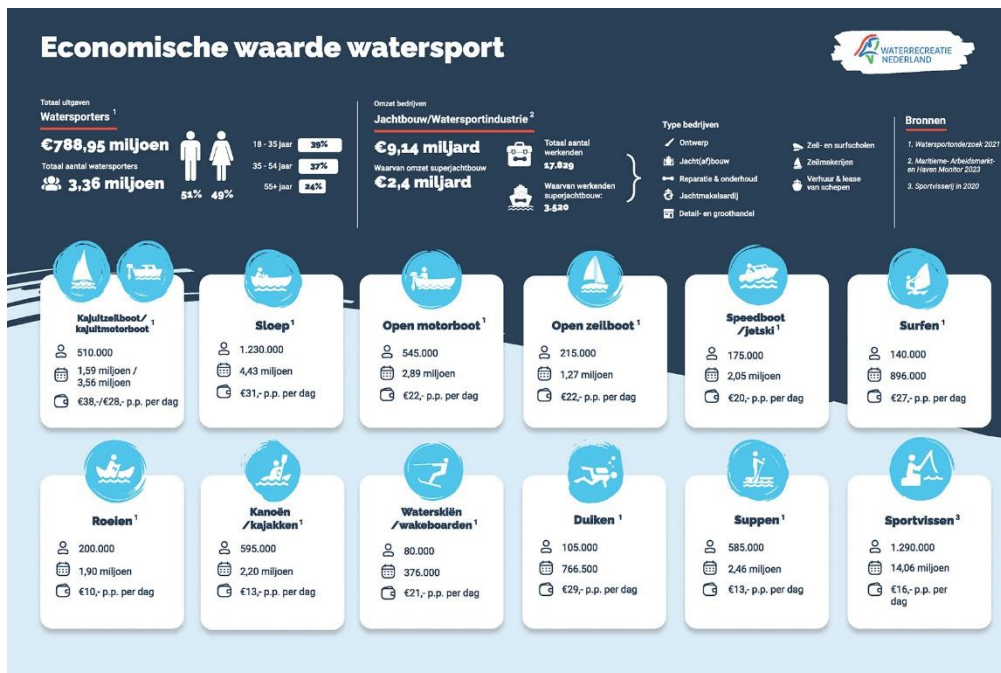 Economische waarde watersport
WATERRECREATIE
NEDERLAND
Totaal uitgaven
Watersporters 1
€788,95 miljoen
Totaal aantal watersporters
3,36 miljoen
51% 49%
18 - 35 jaar 39%
35 - 54 jaar 37%
55+ jaar 24%
Omzet bedrijven
Jachtbouw/Watersportindustrie 2
€9,14 miljard
Waarvan omzet superjachtbouw
€2,4 miljard
Totaal aantal
werkenden
17.829
Waarvan werkenden
superjachtbouw:
3.520
Type bedrijven
Ontwerp
Jacht(af)bouw
Reparatie & onderhoud
Jachtmakelaardij
Detail- en groothandel
Zeil- en surfscholen
Zeilmakerijen
Verhuur & lease
van schepen
Bronnen
1. Watersportonderzoek 2021
2. Maritieme- Arbeidsmarkt-
en Haven Monitor 2023
3. Sportvisserij in 2020
Kajuitzeilboot/
kajuitmotorboot 1
510.000
1,59 miljoen /
3,56 miljoen
€38,-/€28,- p.p. per dag
Sloep 1
1.230.000
4,43 miljoen
€31,- p.p. per dag
Open motorboot 1
545.000
2,89 miljoen
€22,- p.p. per dag
Open zeilboot 1
215.000
1,27 miljoen
€22,- p.p. per dag
Speedboot
/jetski 1
175.000
2,05 miljoen
€20,- p.p. per dag
Surfen 1
140.000
896.000
€27,- p.p. per dag
Roeien 1
200.000
1,90 miljoen
€10,- p.p. per dag
Kanoën
/kajakken 1
595.000
2,20 miljoen
€13,- p.p. per dag
Waterskiën
/wakeboarden 1
80.000
376.000
€21,- p.p. per dag
Duiken 1
105.000
766.500
€29,- p.p. per dag
Suppen 1
585.000
2,46 miljoen
€13,- p.p. per dag
Sportvissen 3
1.290.000
14,06 miljoen
€16,- p.p. per
dag